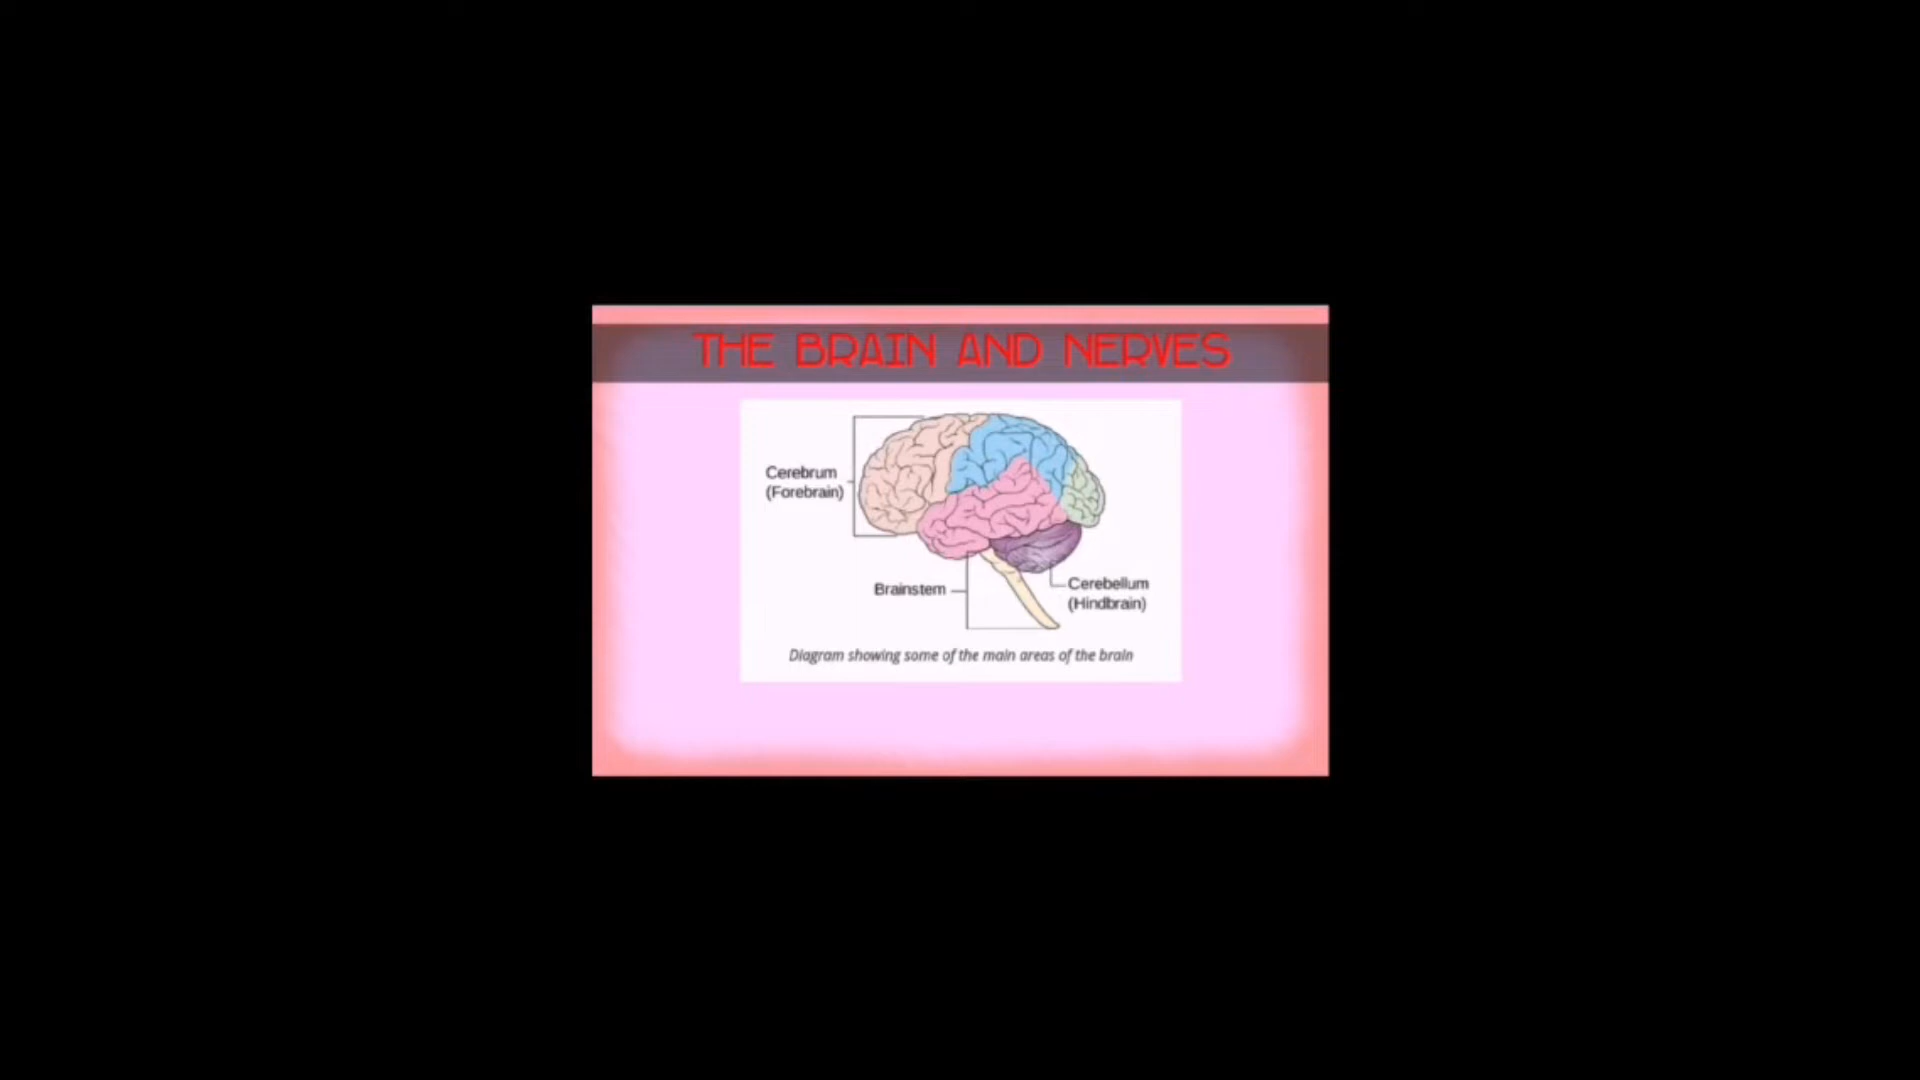 THE BRAIN AND NERVES
Cerebrum
(Forebrain)
Brainstem
Cerebellum
(Hindbrain)
Diagram showing some of the main areas of the brain